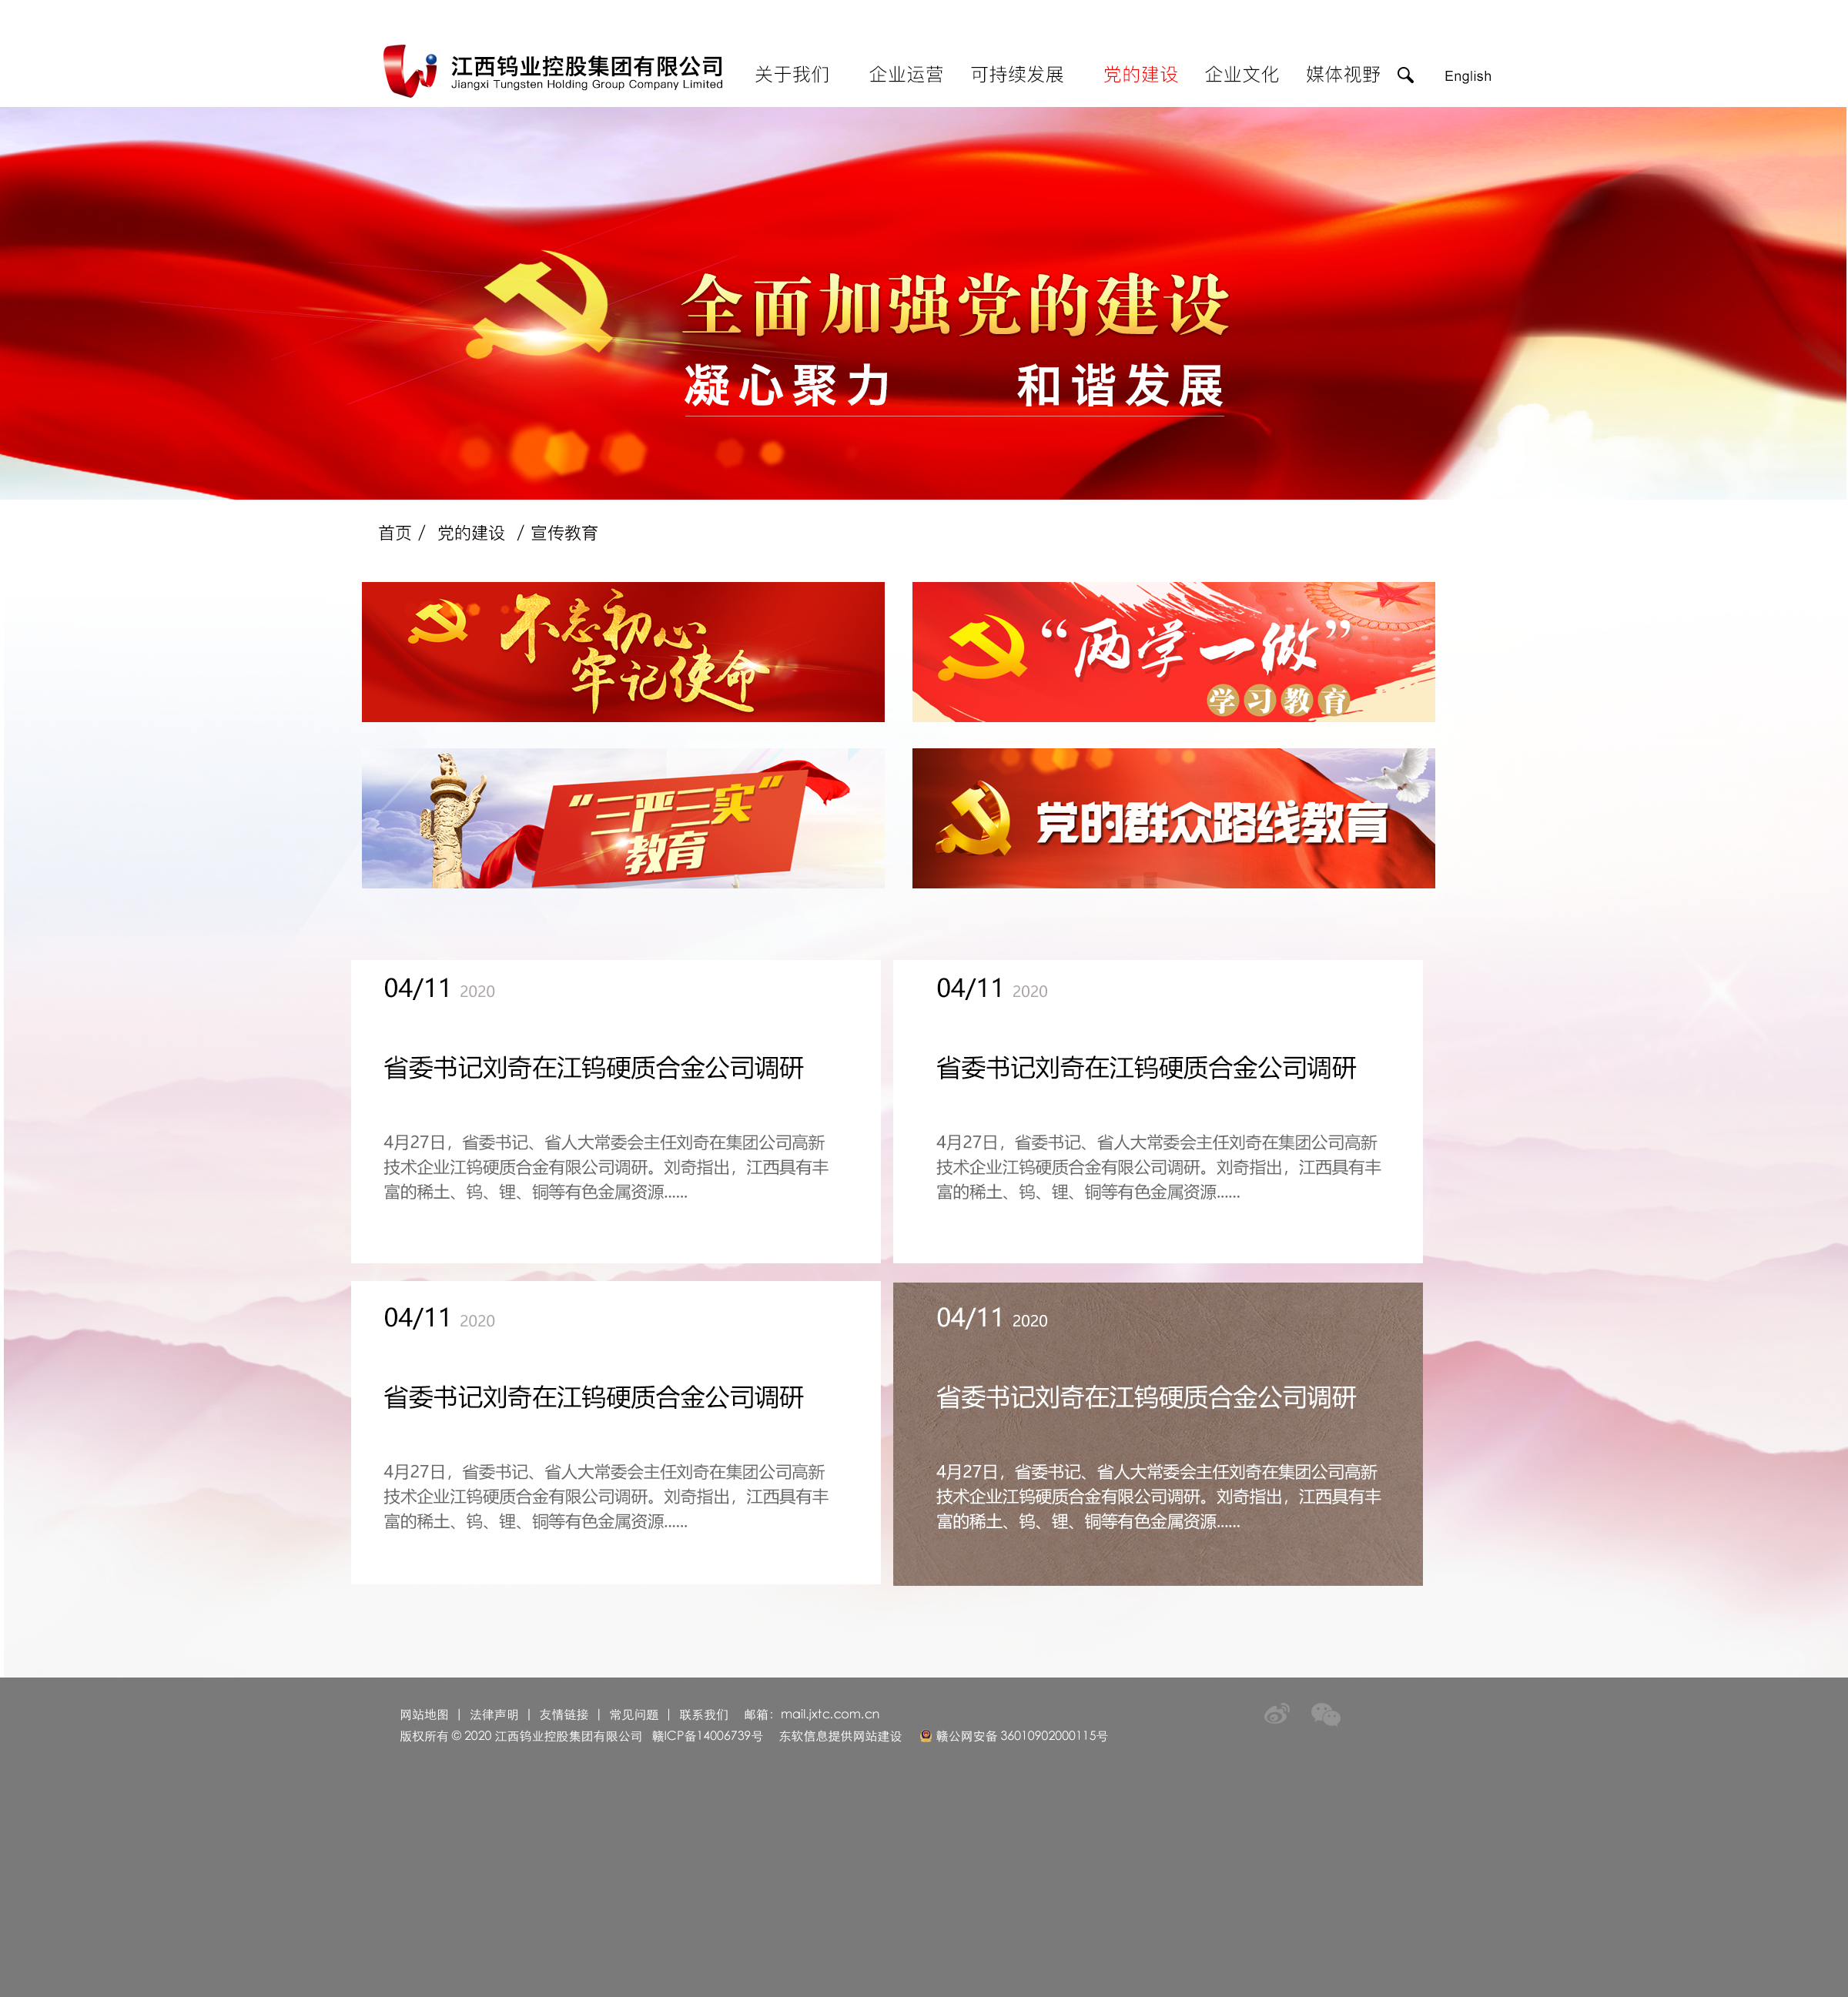 江西钨业控股集团有限公司
Jiangxi Tungsten Holding Group Company Limited
关于我们 企业运营 可持续发展 党的建设 企业文化 媒体视野 English
全面加强党的建设
凝心聚力 和谐发展
首页 / 党的建设 / 宣传教育
不忘初心
牢记使命
“两学一做”
学习教育
“三严三实“
教育
党的群众路线教育
04/11 2020
省委书记刘奇在江钨硬质合金公司调研
4月27日，省委书记、省人大常委会主任刘奇在集团公司高新
技术企业江钨硬质合金有限公司调研。刘奇指出，江西具有丰
富的稀土、钨、锂、铜等有色金属资源......
04/11 2020
省委书记刘奇在江钨硬质合金公司调研
4月27日，省委书记、省人大常委会主任刘奇在集团公司高新
技术企业江钨硬质合金有限公司调研。刘奇指出，江西具有丰
富的稀土、钨、锂、铜等有色金属资源......
04/11 2020
省委书记刘奇在江钨硬质合金公司调研
4月27日，省委书记、省人大常委会主任刘奇在集团公司高新
技术企业江钨硬质合金有限公司调研。刘奇指出，江西具有丰
富的稀土、钨、锂、铜等有色金属资源......
04/11 2020
省委书记刘奇在江钨硬质合金公司调研
4月27日，省委书记、省人大常委会主任刘奇在集团公司高新
技术企业江钨硬质合金有限公司调研。刘奇指出，江西具有丰
富的稀土、钨、锂、铜等有色金属资源......
网站地图 | 法律声明 | 友情链接 | 常见问题 | 联系我们 邮箱：mail.jxtc.com.cn
版权所有 © 2020 江西钨业控股集团有限公司 赣ICP备14006739号 东软信息提供网站建设 赣公网安备 36010902000115号